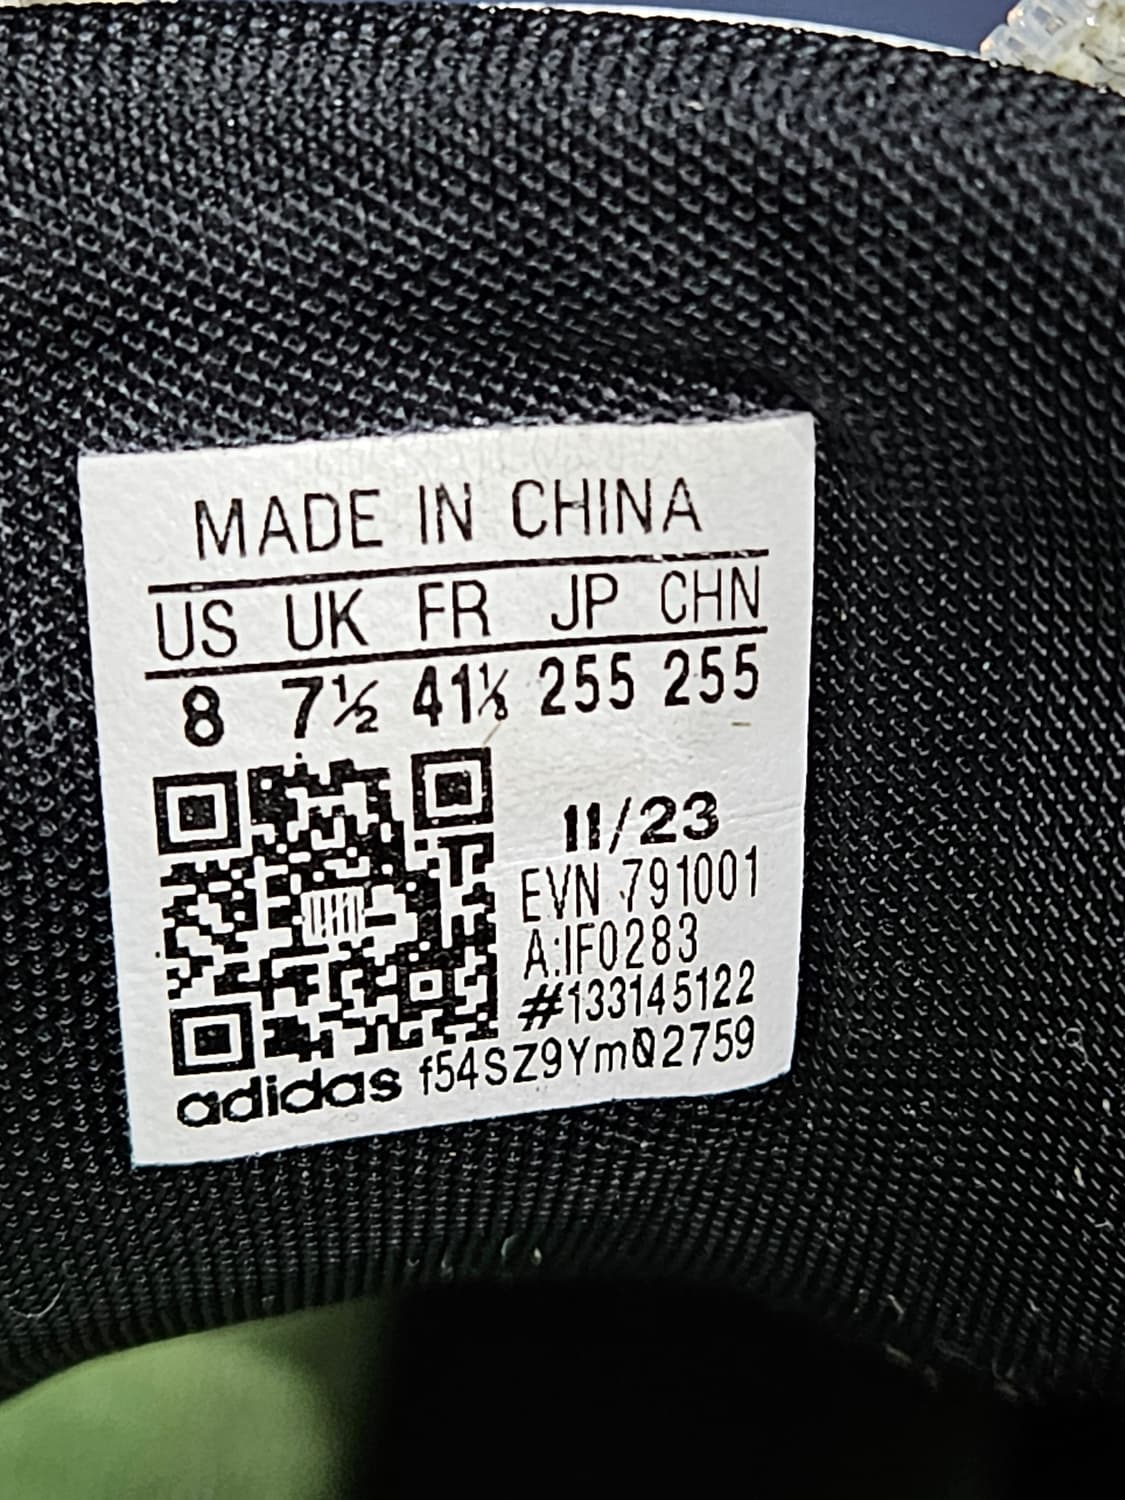 MADE IN CHINA
US UK FR JP CHN
8 7½ 41⅓ 255 255
11/23
EVN 791001
A:IF0283
#133145122
adidas f54SZ9YmQ2759